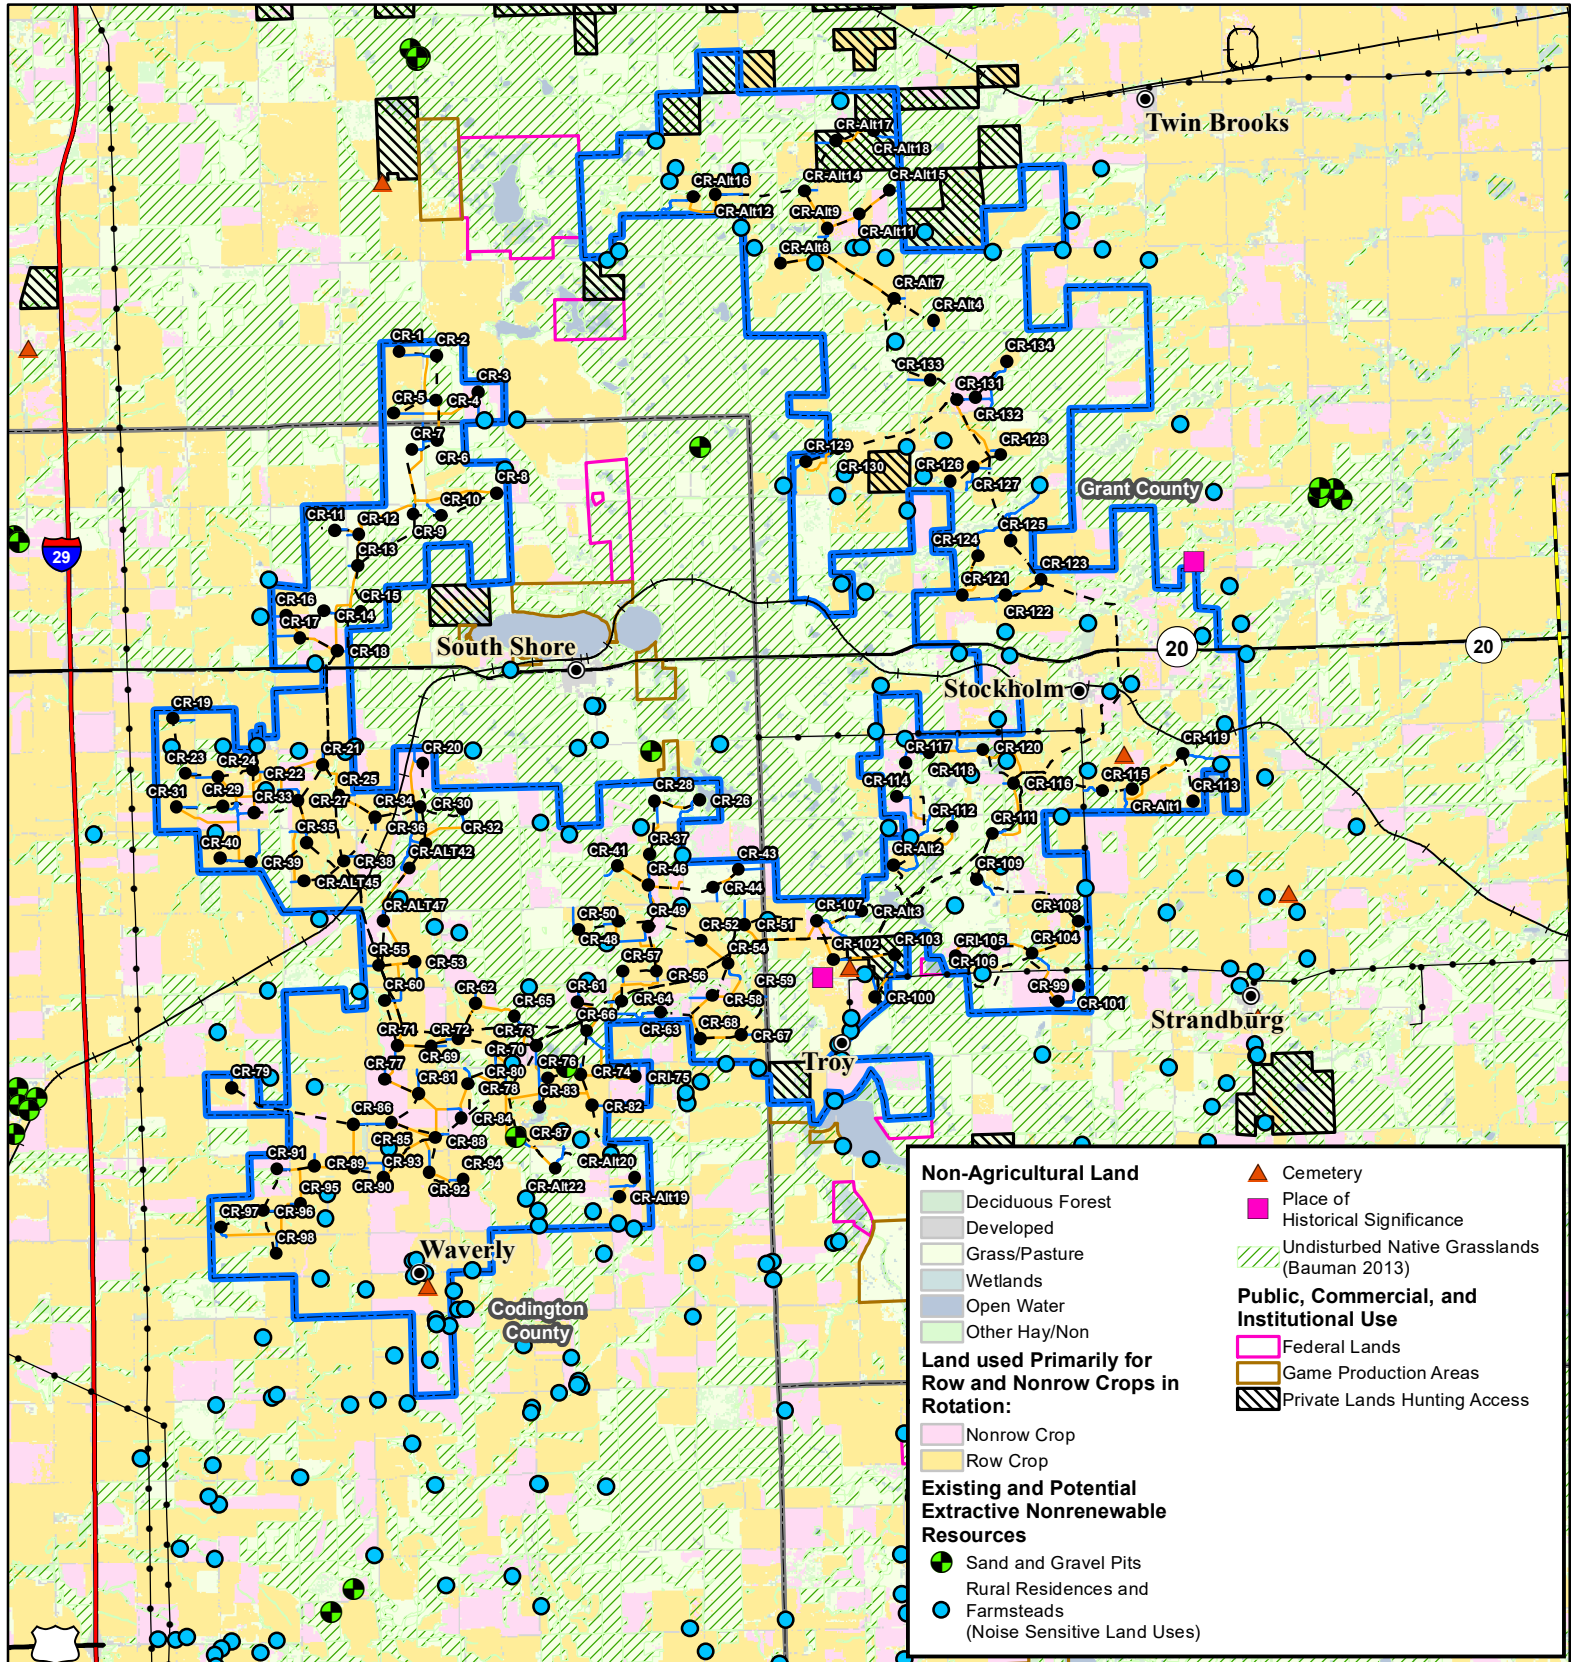 Twin Brooks
CR-Alt17
CR-Alt18
CR-Alt16
CR-Alt14
CR-Alt15
CR-Alt12
CR-Alt9
CR-Alt11
CR-Alt8
CR-Alt7
CR-Alt4
CR-1
CR-2
CR-134
CR-133
CR-3
CR-131
CR-5
CR-4
CR-132
CR-7
CR-128
CR-129
CR-6
CR-130
CR-126
CR-8
CR-127
Grant County
CR-10
CR-11
CR-12
CR-9
CR-125
CR-124
29
CR-13
CR-123
CR-121
CR-16
CR-15
CR-14
CR-122
CR-17
South Shore
CR-18
20
20
Stockholm
CR-19
CR-119
CR-117
CR-21
CR-20
CR-120
CR-23
CR-24
CR-118
CR-22
CR-114
CR-115
CR-25
CR-116
CR-113
CR-28
CR-31
CR-29
CR-33
CR-27
CR-34
CR-30
CR-26
CR-Alt1
CR-112
CR-111
CR-36
CR-32
CR-35
CR-37
CR-40
CR-ALT42
CR-Alt2
CR-43
CR-39
CR-38
CR-41
CR-46
CR-109
CR-ALT45
CR-44
CR-ALT47
CR-107
CR-Alt3
CR-108
CR-50
CR-49
CR-52
CR-51
CR-48
CR-103
CRI-105
CR-104
CR-102
CR-55
CR-54
CR-53
CR-57
CR-106
CR-56
CR-59
CR-60
CR-61
CR-99
CR-62
CR-65
CR-64
CR-58
CR-100
CR-101
CR-66
Strandburg
CR-71
CR-72
CR-73
CR-63
CR-68
CR-67
CR-69
CR-70
Troy
CR-77
CR-76
CR-79
CR-80
CR-74
CRI-75
CR-81
CR-78
CR-83
CR-82
CR-86
CR-84
CR-87
CR-85
CR-88
CR-91
CR-89
CR-93
CR-94
CR-Alt20
CR-90
CR-92
CR-Alt22
CR-95
CR-Alt19
CR-97
CR-96
CR-98
Waverly
Codington
County
Non-Agricultural Land
Deciduous Forest
Developed
Grass/Pasture
Wetlands
Open Water
Other Hay/Non
Land used Primarily for
Row and Nonrow Crops in
Rotation:
Nonrow Crop
Row Crop
Existing and Potential
Extractive Nonrenewable
Resources
Sand and Gravel Pits
Rural Residences and
Farmsteads
(Noise Sensitive Land Uses)
Cemetery
Place of
Historical Significance
Undisturbed Native Grasslands
(Bauman 2013)
Public, Commercial, and
Institutional Use
Federal Lands
Game Production Areas
Private Lands Hunting Access